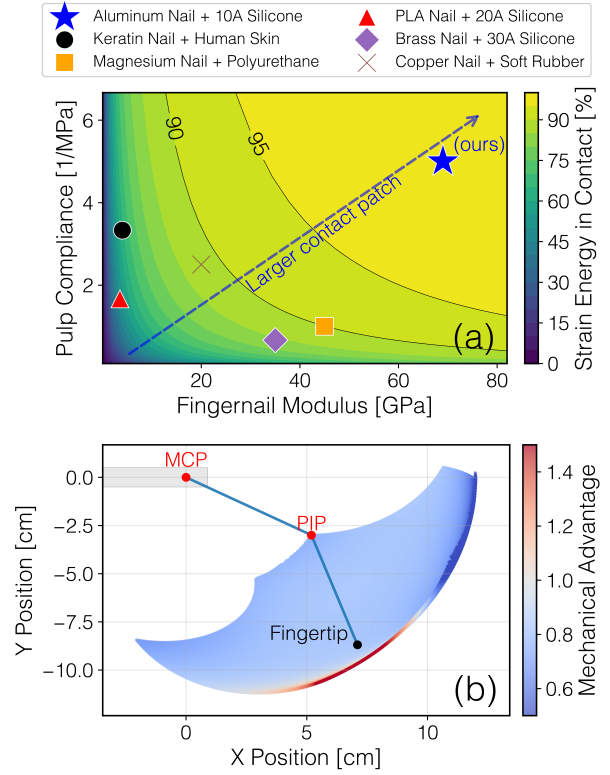 Aluminum Nail + 10A Silicone
PLA Nail + 20A Silicone
Keratin Nail + Human Skin
Brass Nail + 30A Silicone
Magnesium Nail + Polyurethane
Copper Nail + Soft Rubber
Pulp Compliance [1/MPa]
6
4
2
90
95
(ours)
Larger contact patch
(a)
20
40
60
80
Fingernail Modulus [GPa]
90
75
60
45
30
15
0
Strain Energy in Contact [%]
Y Position [cm]
0.0
−2.5
−5.0
−7.5
−10.0
MCP
PIP
Fingertip
(b)
0
5
10
X Position [cm]
1.4
1.2
1.0
0.8
0.6
Mechanical Advantage